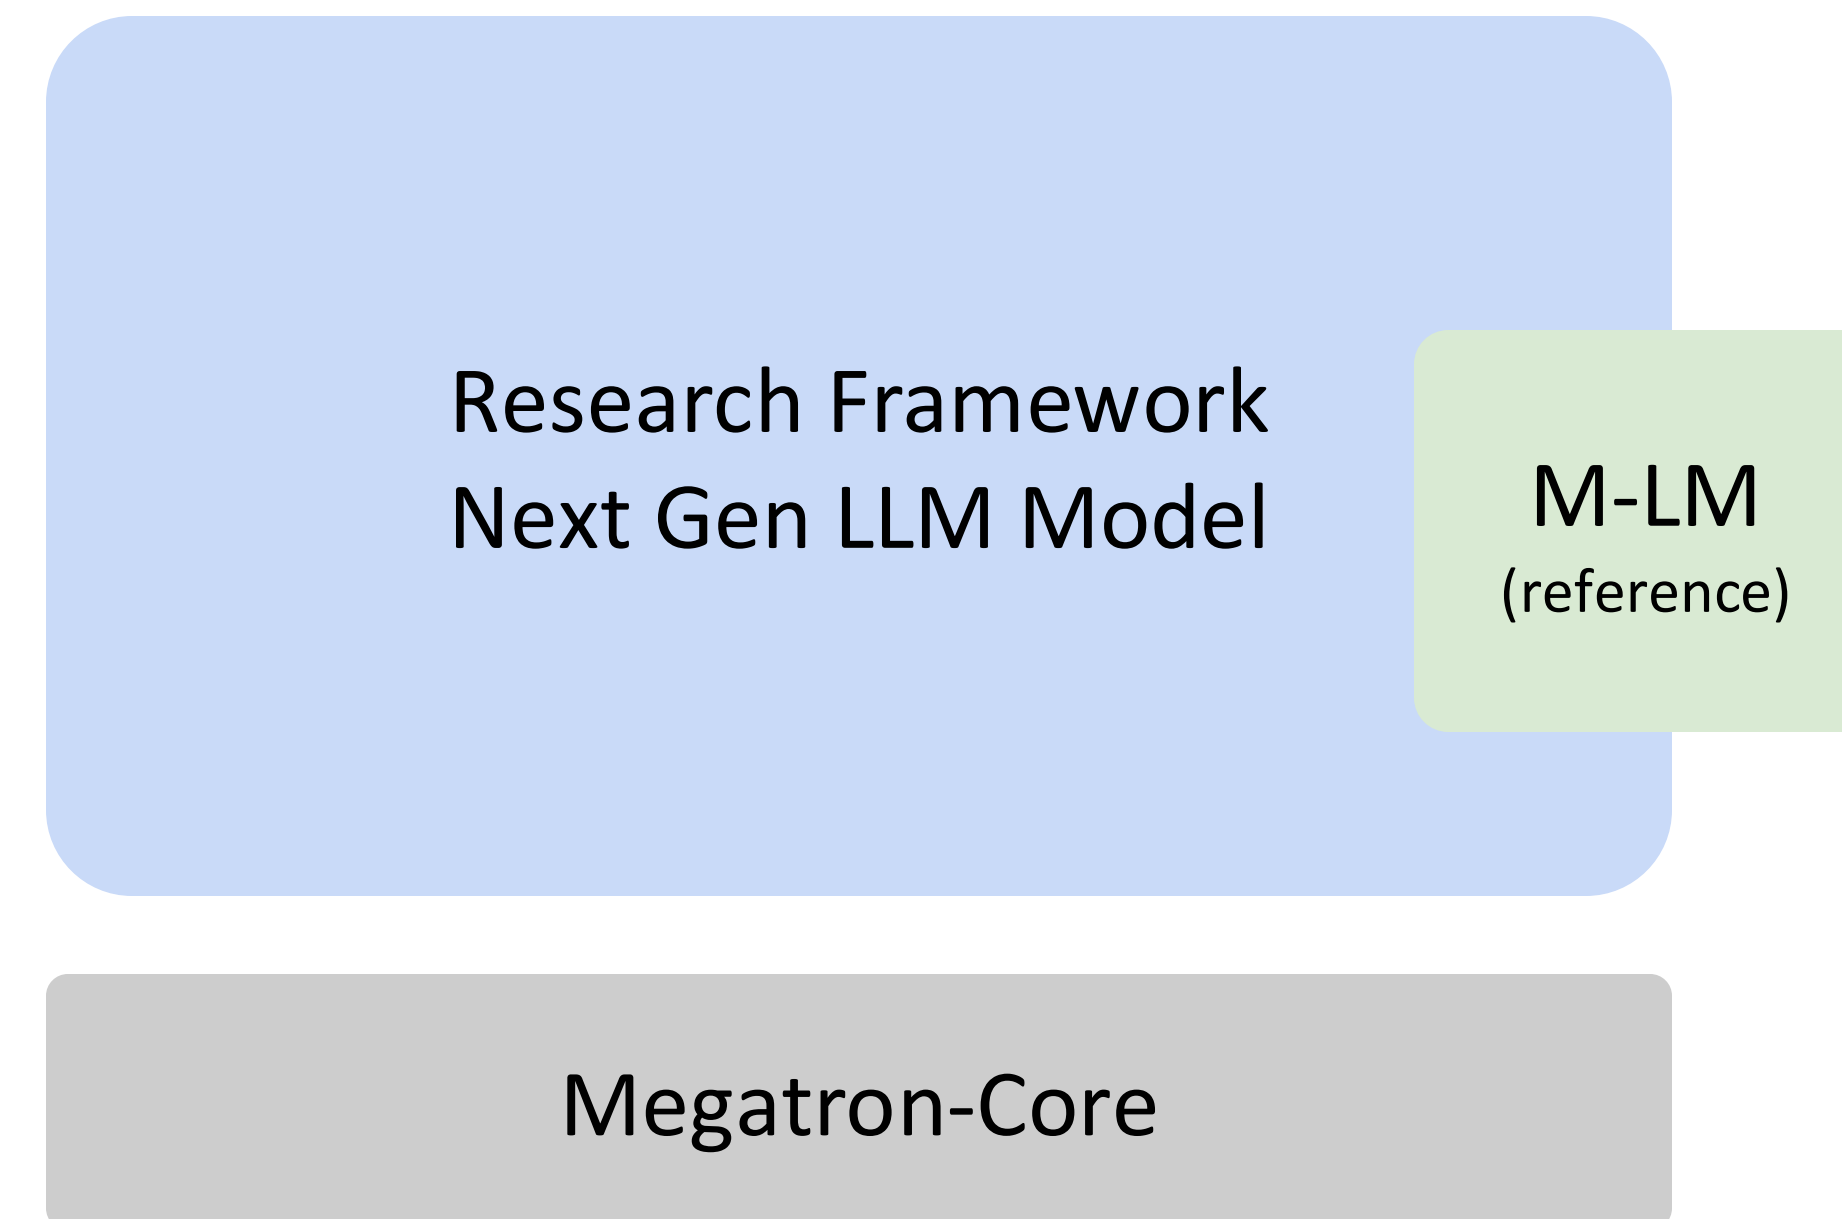 Research Framework
Next Gen LLM Model
M-LM
(reference)
Megatron-Core